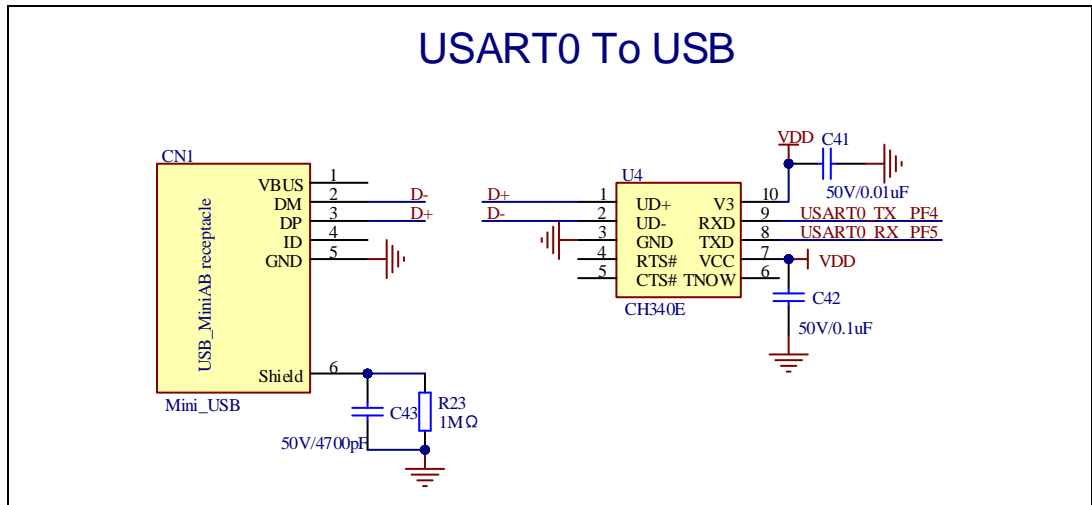 USART0 To USB
CN1
VBUS 1
DM 2 D-
DP 3 D+
ID 4
GND 5
USB_MiniAB receptacle
Shield 6
Mini_USB
C43
50V/4700pF
R23
1MΩ
U4
D+ 1 UD+ V3 10
D- 2 UD- RXD 9 USART0_TX_PF4
3 GND TXD 8 USART0_RX_PF5
4 RTS# VCC 7 VDD
5 CTS# TNOW 6
CH340E
VDD
C41
50V/0.01uF
C42
50V/0.1uF